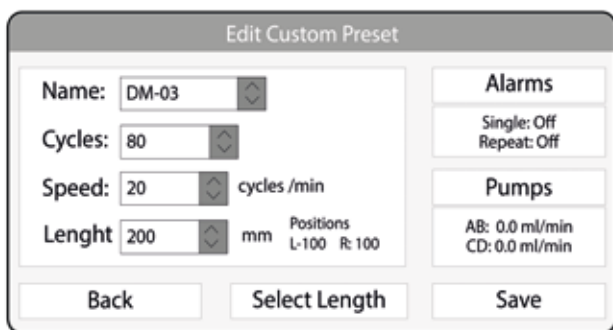 Edit Custom Preset
Name: DM-03
Cycles: 80
Speed: 20 cycles /min
Lenght 200 mm Positions
L-100 R: 100
Alarms
Single: Off
Repeat: Off
Pumps
AB: 0.0 ml/min
CD: 0.0 ml/min
Back Select Length Save